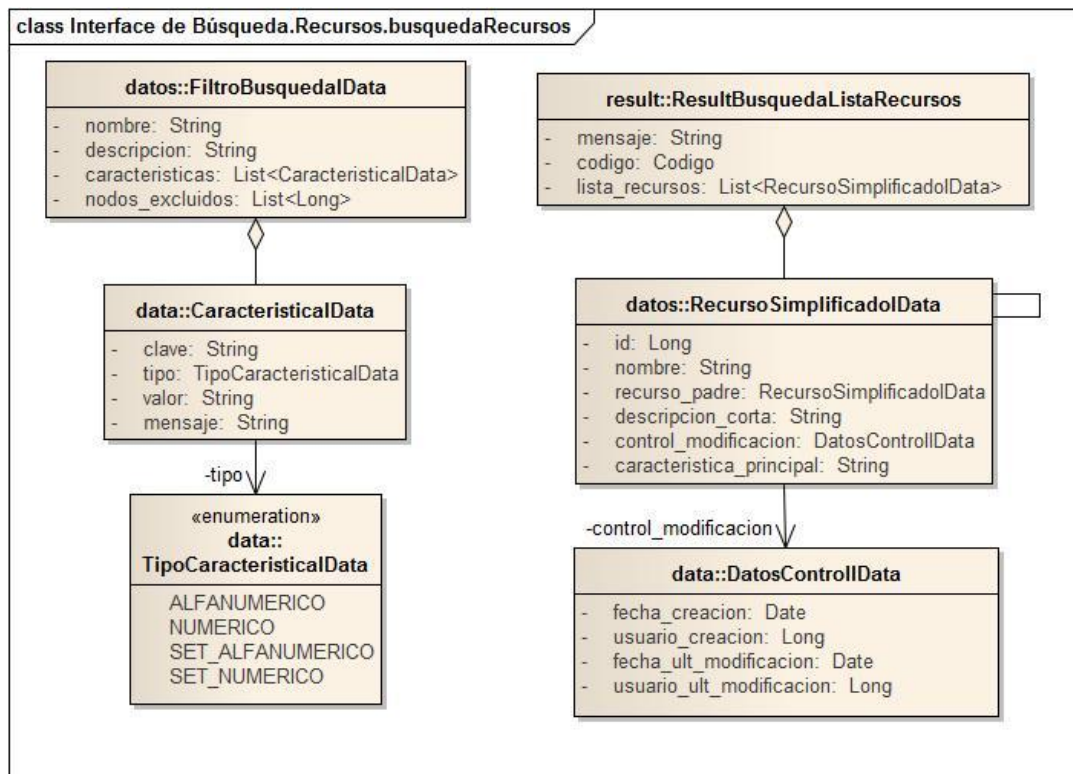 class Interface de Búsqueda.Recursos.busquedaRecursos
datos::FiltroBusquedaIData
- nombre: String
- descripcion: String
- caracteristicas: List<CaracteristicaIData>
- nodos_excluidos: List<Long>
data::CaracteristicaIData
- clave: String
- tipo: TipoCaracteristicaIData
- valor: String
- mensaje: String
-tipo
«enumeration»
data::
TipoCaracteristicaIData
ALFANUMERICO
NUMERICO
SET_ALFANUMERICO
SET_NUMERICO
result::ResultBusquedaListaRecursos
- mensaje: String
- codigo: Codigo
- lista_recursos: List<RecursoSimplificadoIData>
datos::RecursoSimplificadoIData
- id: Long
- nombre: String
- recurso_padre: RecursoSimplificadoIData
- descripcion_corta: String
- control_modificacion: DatosControlIData
- caracteristica_principal: String
-control_modificacion
data::DatosControlIData
- fecha_creacion: Date
- usuario_creacion: Long
- fecha_ult_modificacion: Date
- usuario_ult_modificacion: Long